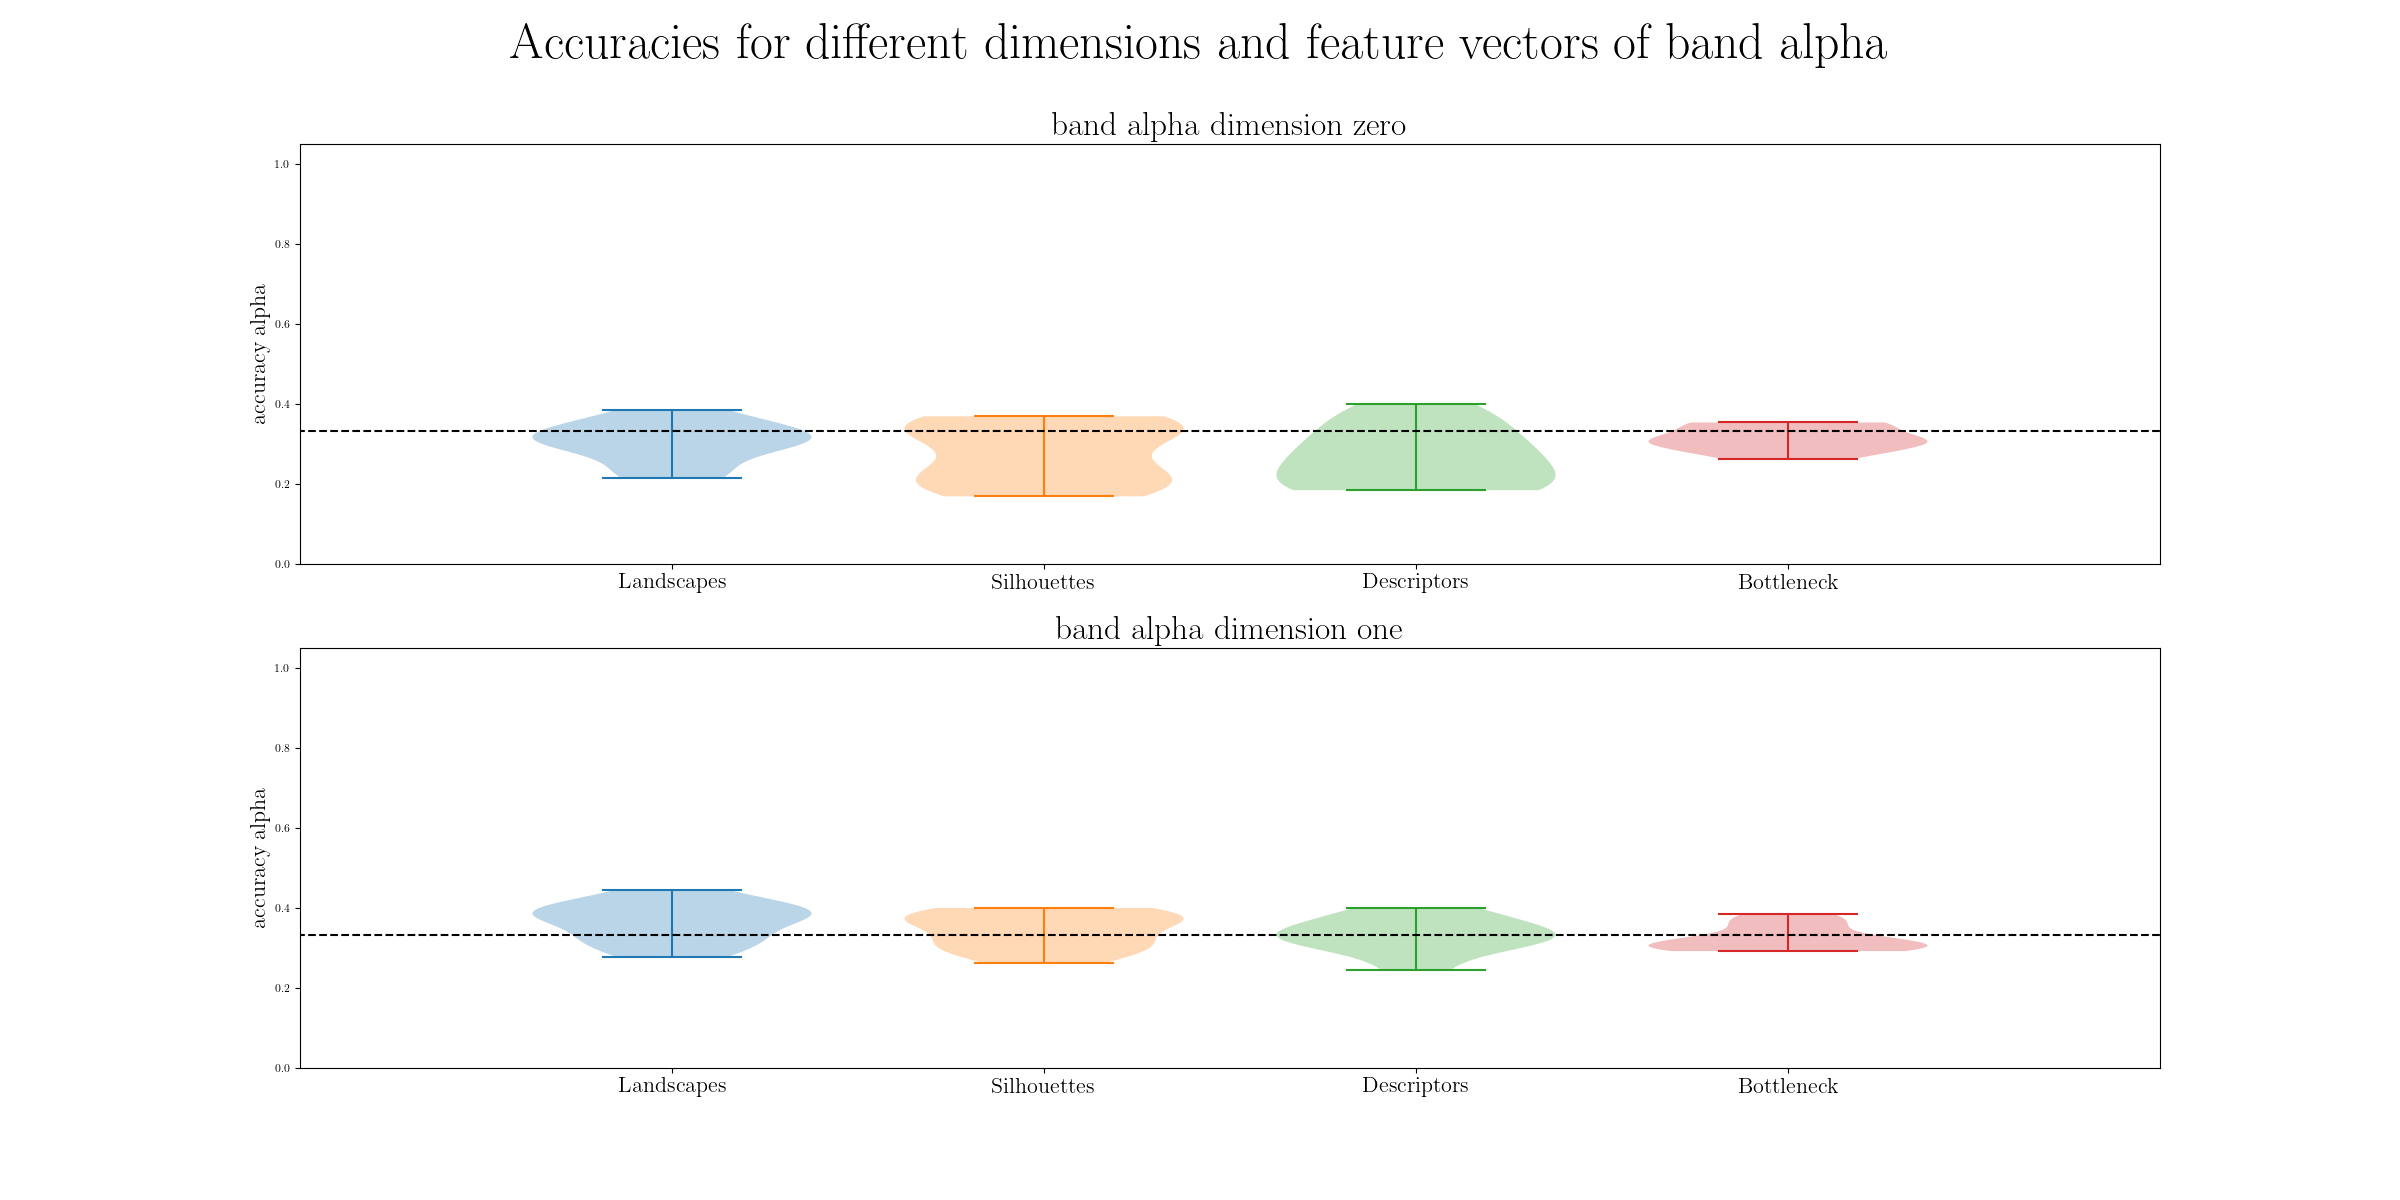 Accuracies for different dimensions and feature vectors of band alpha
band alpha dimension zero
accuracy alpha
1.0
0.8
0.6
0.4
0.2
0.0
Landscapes Silhouettes Descriptors Bottleneck
band alpha dimension one
accuracy alpha
1.0
0.8
0.6
0.4
0.2
0.0
Landscapes Silhouettes Descriptors Bottleneck